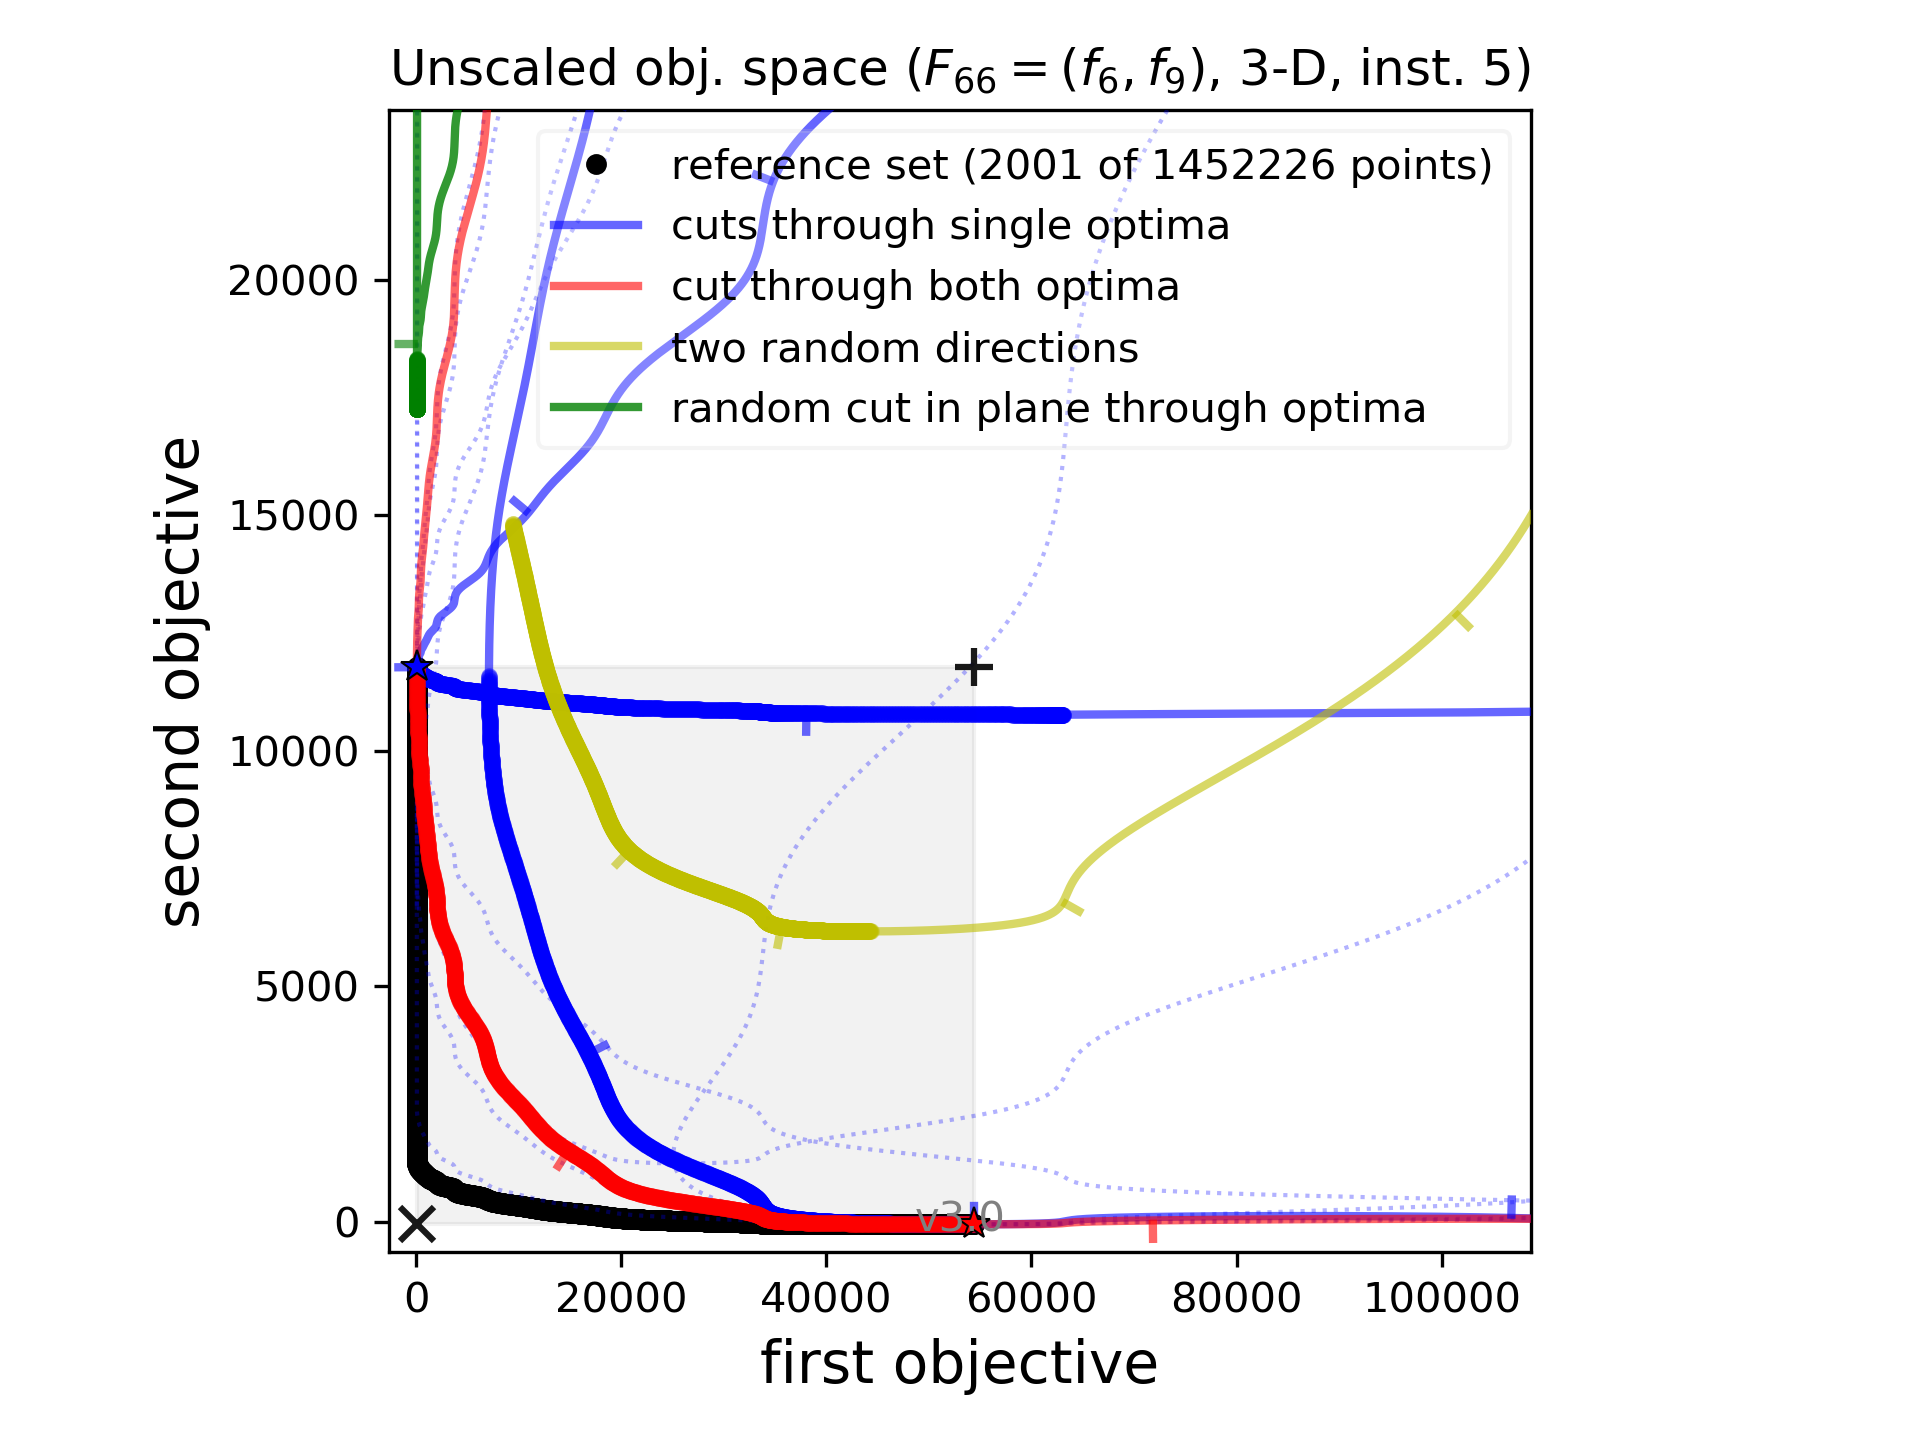 Unscaled obj. space (F66 = (f6, f9), 3-D, inst. 5)
reference set (2001 of 1452226 points)
cuts through single optima
cut through both optima
two random directions
random cut in plane through optima
second objective
20000
15000
10000
5000
0
v3.0
0 20000 40000 60000 80000 100000
first objective